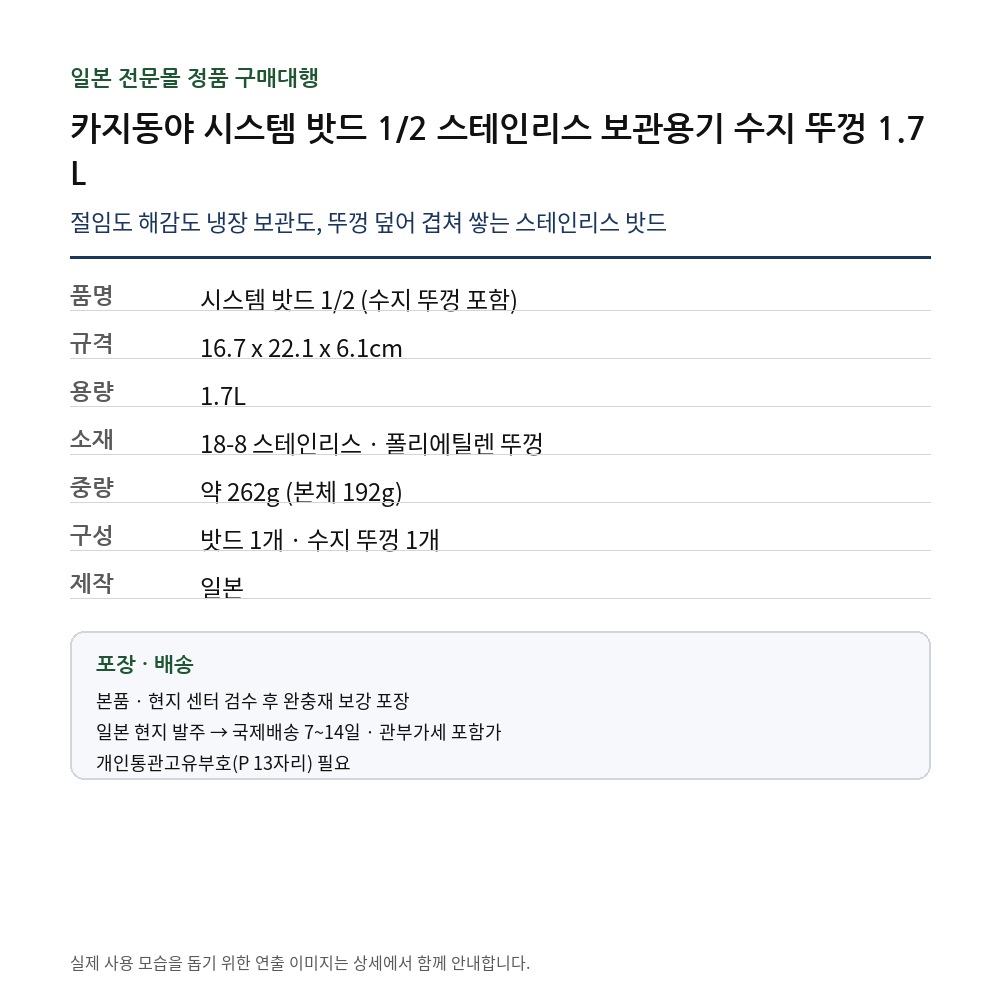 일본 전문몰 정품 구매대행
카지동야 시스템 밧드 1/2 스테인리스 보관용기 수지 뚜껑 1.7
L
절임도 해감도 냉장 보관도, 뚜껑 덮어 겹쳐 쌓는 스테인리스 밧드
품명 시스템 밧드 1/2 (수지 뚜껑 포함)
규격 16.7 x 22.1 x 6.1cm
용량 1.7L
소재 18-8 스테인리스 · 폴리에틸렌 뚜껑
중량 약 262g (본체 192g)
구성 밧드 1개 · 수지 뚜껑 1개
제작 일본
포장 · 배송
본품 · 현지 센터 검수 후 완충재 보강 포장
일본 현지 발주 → 국제배송 7~14일 · 관부가세 포함가
개인통관고유부호(P 13자리) 필요
실제 사용 모습을 돕기 위한 연출 이미지는 상세에서 함께 안내합니다.